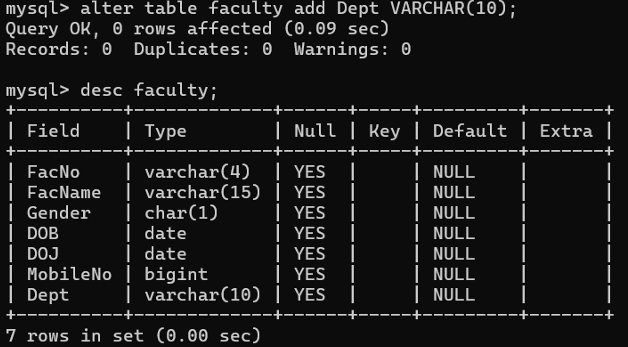 mysql> alter table faculty add Dept VARCHAR(10);
Query OK, 0 rows affected (0.09 sec)
Records: 0  Duplicates: 0  Warnings: 0

mysql> desc faculty;
+----------+-------------+------+-----+---------+-------+
| Field    | Type        | Null | Key | Default | Extra |
+----------+-------------+------+-----+---------+-------+
| FacNo    | varchar(4)  | YES  |     | NULL    |       |
| FacName  | varchar(15) | YES  |     | NULL    |       |
| Gender   | char(1)     | YES  |     | NULL    |       |
| DOB      | date        | YES  |     | NULL    |       |
| DOJ      | date        | YES  |     | NULL    |       |
| MobileNo | bigint      | YES  |     | NULL    |       |
| Dept     | varchar(10) | YES  |     | NULL    |       |
+----------+-------------+------+-----+---------+-------+
7 rows in set (0.00 sec)